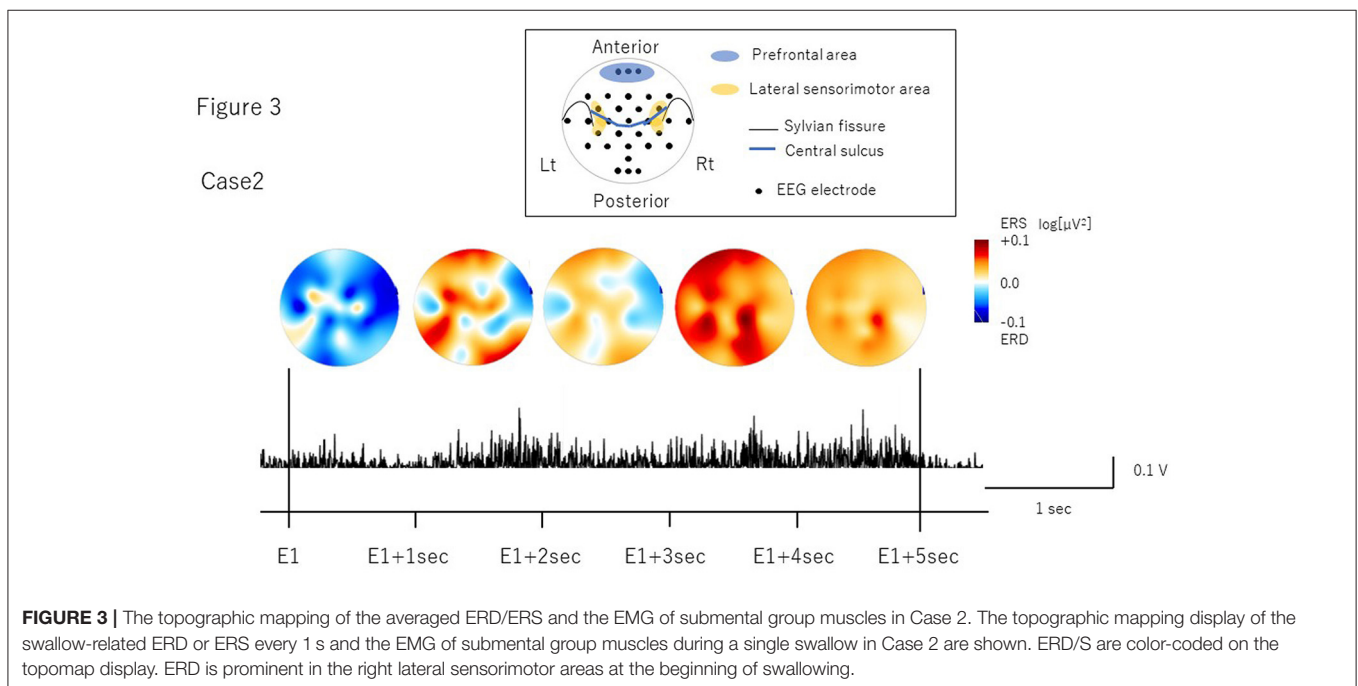 Figure 3
Case2
Anterior
Lt
Rt
Posterior
Prefrontal area
Lateral sensorimotor area
Sylvian fissure
Central sulcus
EEG electrode
ERS log[μV²]
+0.1
0.0
-0.1
ERD
0.1 V
1 sec
E1 E1+1sec E1+2sec E1+3sec E1+4sec E1+5sec
FIGURE 3 | The topographic mapping of the averaged ERD/ERS and the EMG of submental group muscles in Case 2. The topographic mapping display of the
swallow-related ERD or ERS every 1 s and the EMG of submental group muscles during a single swallow in Case 2 are shown. ERD/S are color-coded on the
topomap display. ERD is prominent in the right lateral sensorimotor areas at the beginning of swallowing.